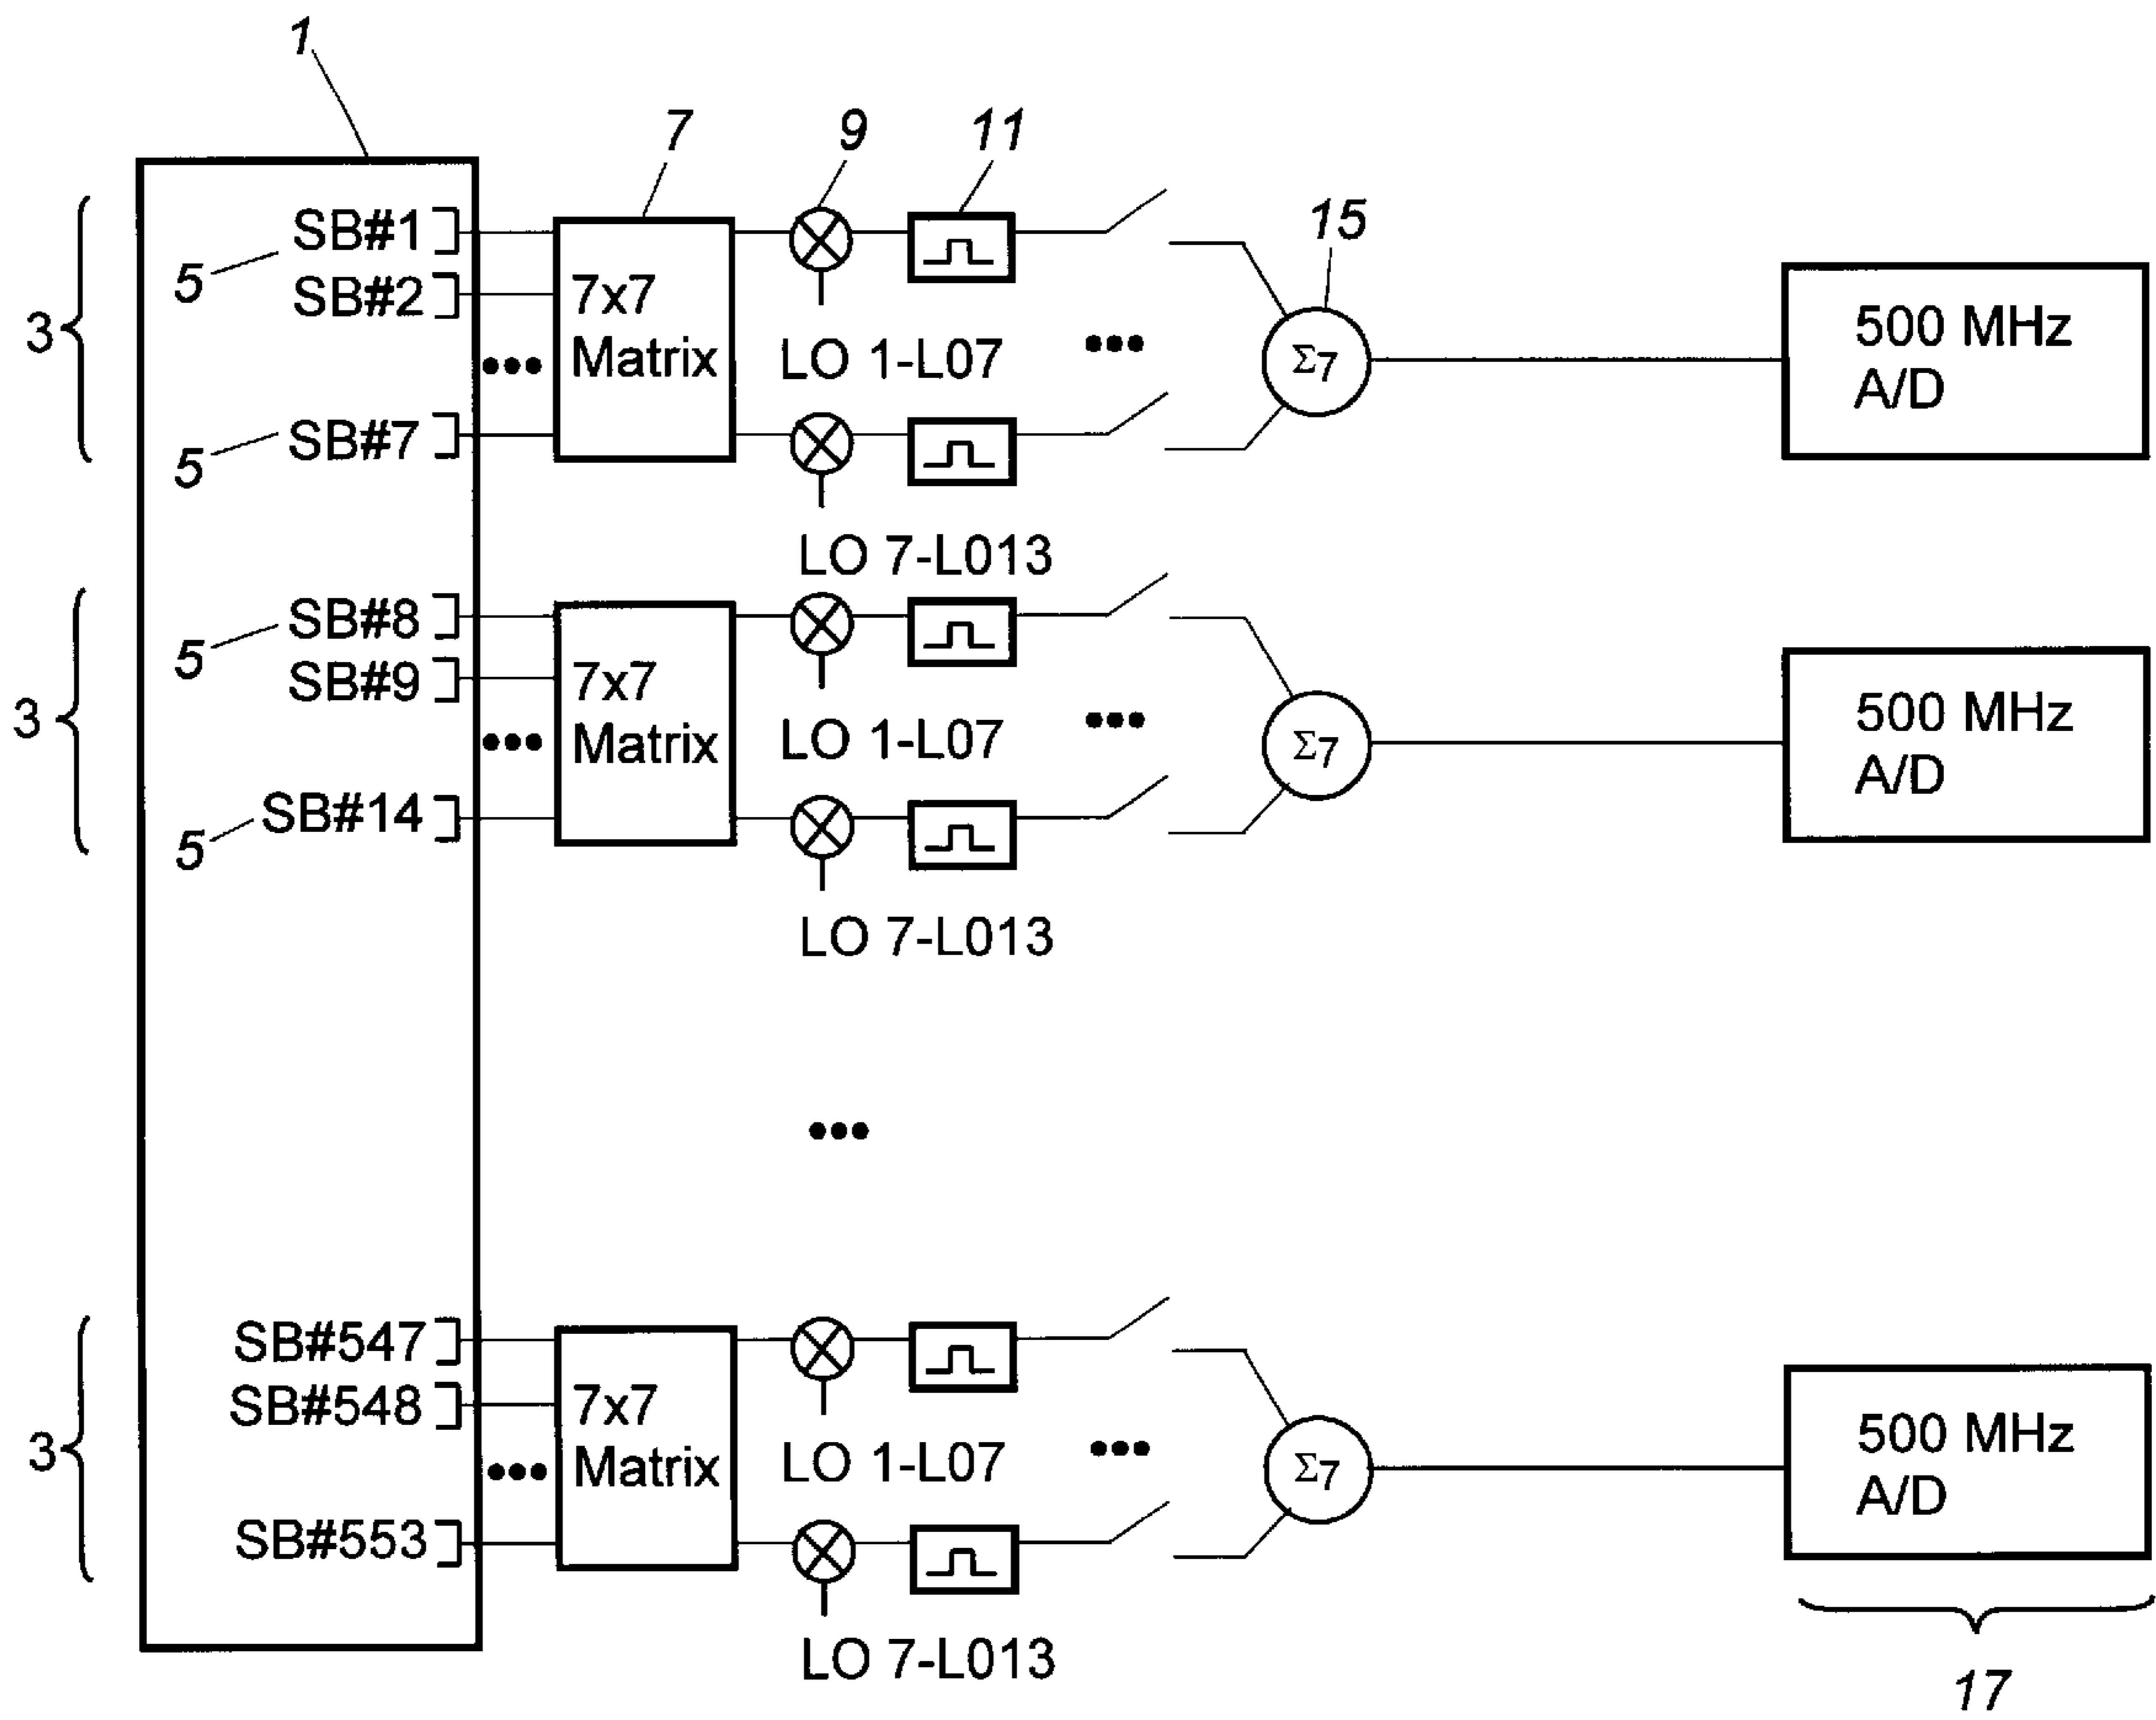 1
7
9
11
15
3
5
SB#1
SB#2
•••
5
SB#7
7x7
Matrix
LO 1-L07
•••
LO 7-L013
Σ7
500 MHz
A/D
3
5
SB#8
SB#9
•••
5
SB#14
7x7
Matrix
LO 1-L07
•••
LO 7-L013
Σ7
500 MHz
A/D
•••
3
SB#547
SB#548
•••
SB#553
7x7
Matrix
LO 1-L07
•••
LO 7-L013
Σ7
500 MHz
A/D
17